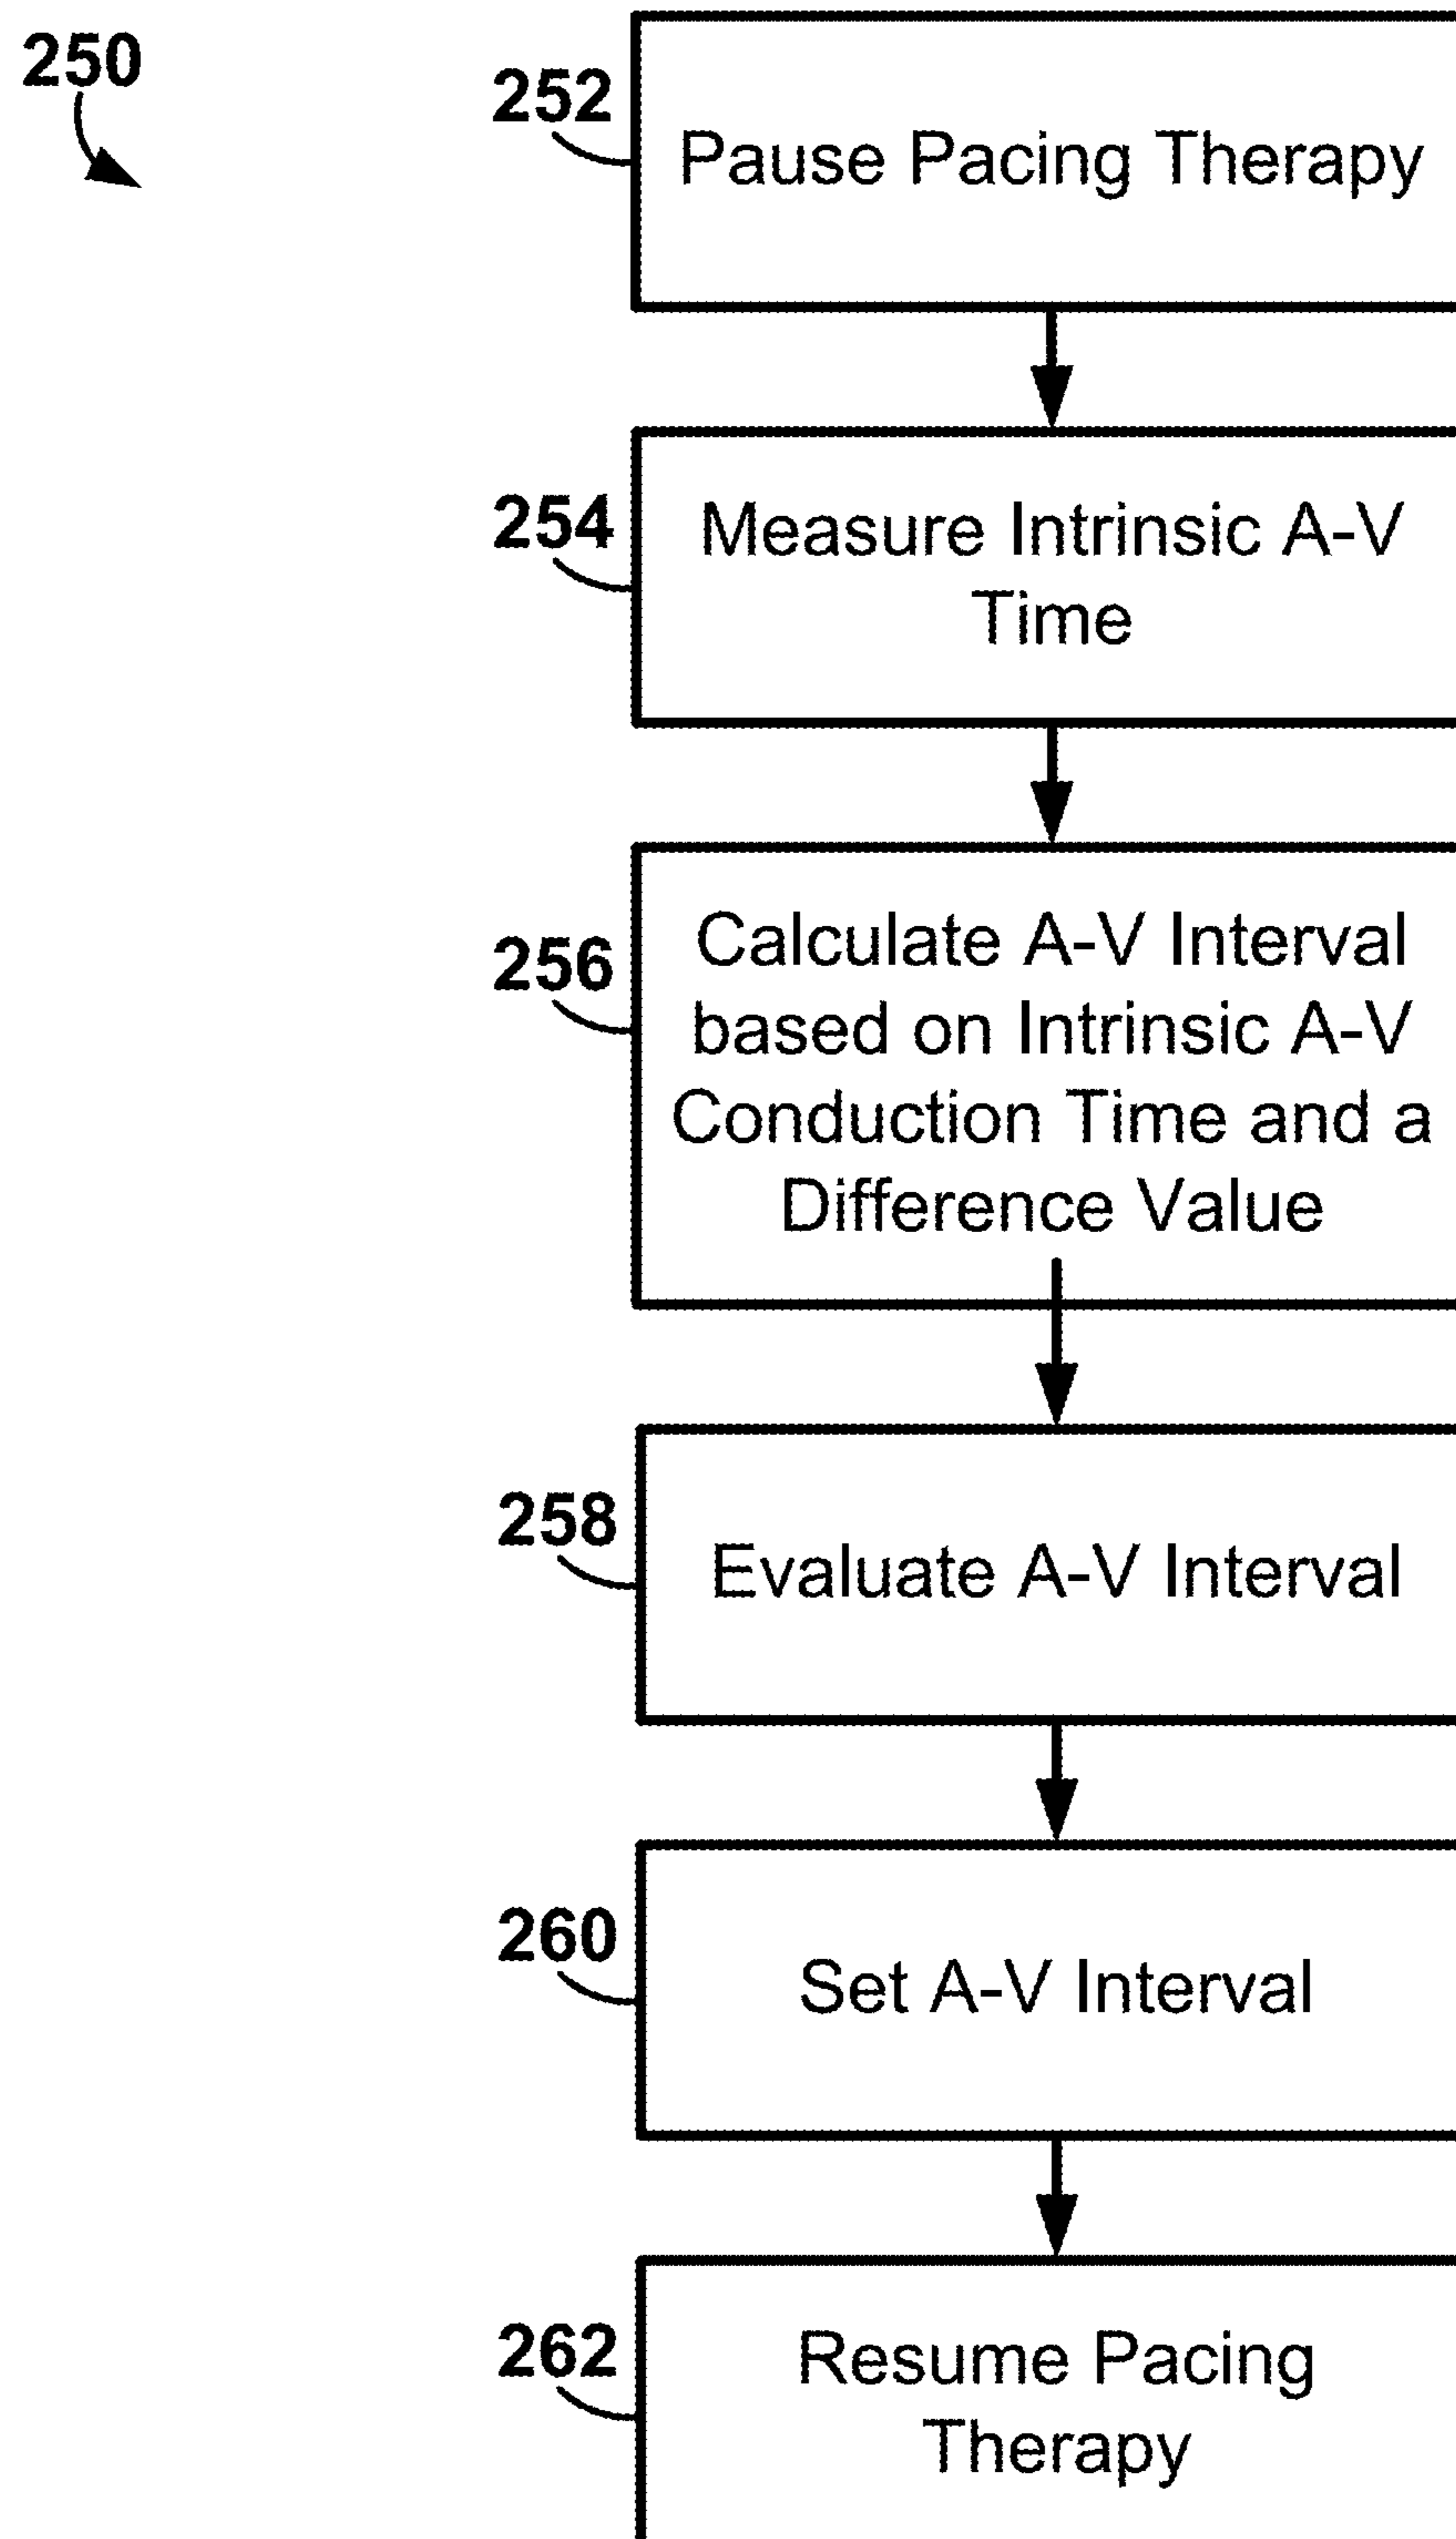 250
252
Pause Pacing Therapy
254
Measure Intrinsic A-V
Time
256
Calculate A-V Interval
based on Intrinsic A-V
Conduction Time and a
Difference Value
258
Evaluate A-V Interval
260
Set A-V Interval
262
Resume Pacing
Therapy